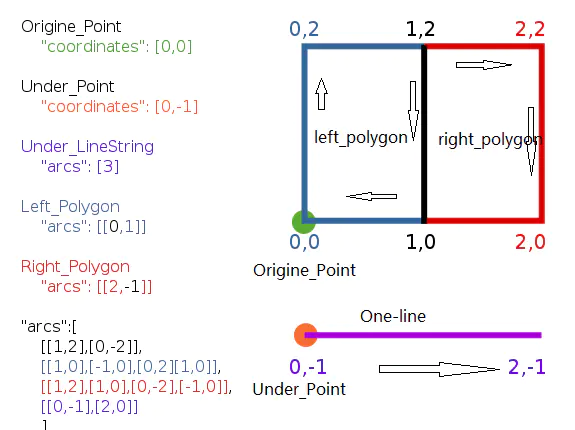 Origine_Point
"coordinates": [0,0]
Under_Point
"coordinates": [0,-1]
Under_LineString
"arcs": [3]
Left_Polygon
"arcs": [[0,1]]
Right_Polygon
"arcs": [[2,-1]]
"arcs":[
[[1,2],[0,-2]],
[[1,0],[-1,0],[0,2][1,0]],
[[1,2],[1,0],[0,-2],[-1,0]],
[[0,-1],[2,0]]
]
0,2 1,2 2,2
left_polygon right_polygon
0,0 1,0 2,0
Origine_Point
One-line
0,-1 2,-1
Under_Point